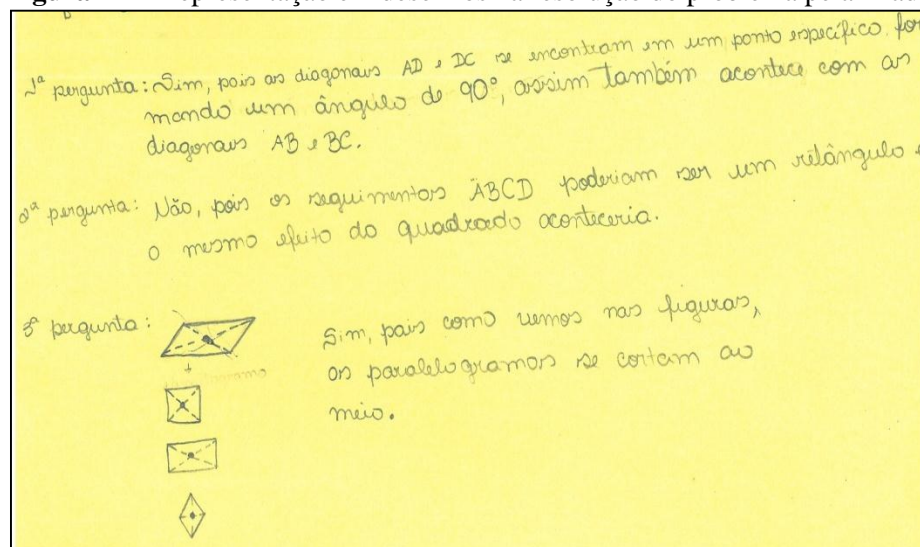 1ª pergunta: Sim, pois as diagonais AD e DC se encontram em um ponto específico for
mando um ângulo de 90°, assim também acontece com as
diagonais AB e BC.
2ª pergunta: Não, pois os seguimentos ABCD poderiam ser um retângulo e
o mesmo efeito do quadrado aconteceria.
3ª pergunta:
Sim, pois como vemos nas figuras,
os paralelogramos se cortam ao
meio.